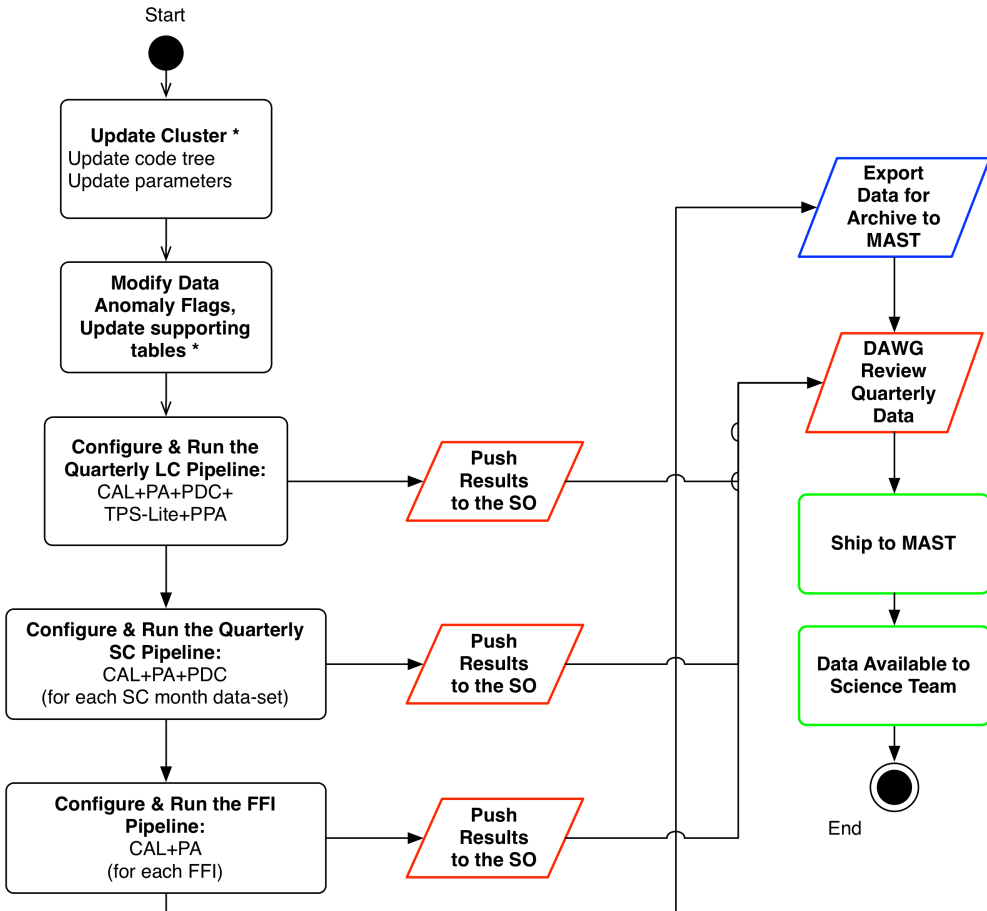 Start
Update Cluster *
Update code tree
Update parameters
Modify Data
Anomaly Flags,
Update supporting
tables *
Configure & Run the
Quarterly LC Pipeline:
CAL+PA+PDC+
TPS-Lite+PPA
Push
Results
to the SO
Configure & Run the Quarterly
SC Pipeline:
CAL+PA+PDC
(for each SC month data-set)
Push
Results
to the SO
Configure & Run the FFI
Pipeline:
CAL+PA
(for each FFI)
Push
Results
to the SO
Export
Data for
Archive to
MAST
DAWG
Review
Quarterly
Data
Ship to MAST
Data Available to
Science Team
End